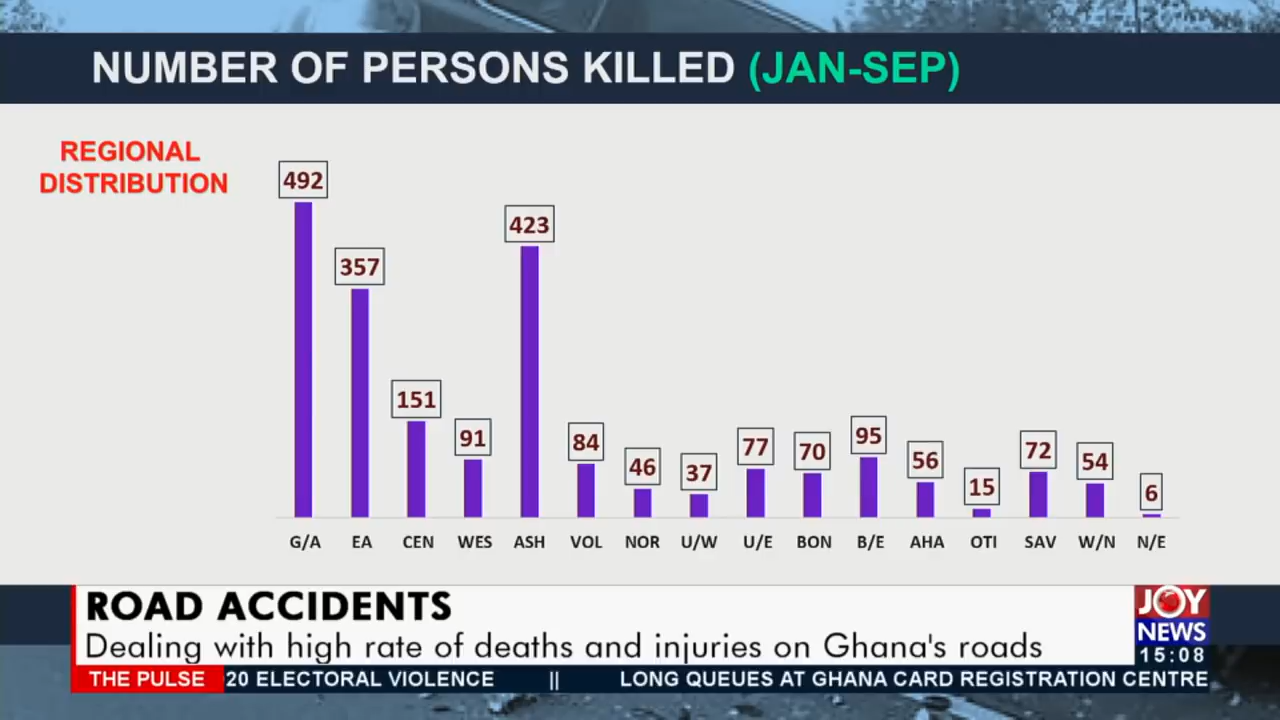 NUMBER OF PERSONS KILLED (JAN-SEP)
REGIONAL
DISTRIBUTION
492
357
151
91
423
84
46
37
77
70
95
56
15
72
54
6
G/A EA CEN WES ASH VOL NOR U/W U/E BON B/E AHA OTI SAV W/N N/E
ROAD ACCIDENTS
Dealing with high rate of deaths and injuries on Ghana's roads
JOY
NEWS
15:08
THE PULSE 20 ELECTORAL VIOLENCE || LONG QUEUES AT GHANA CARD REGISTRATION CENTRE